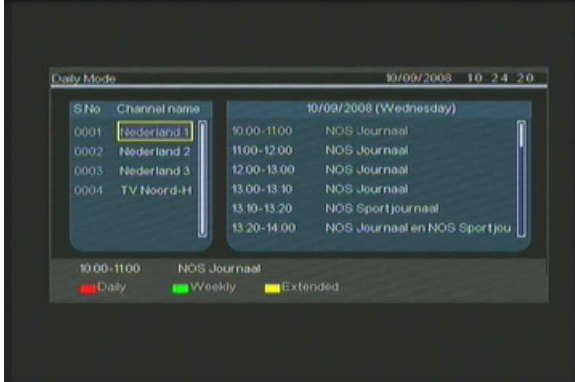 Daily Mode 10/09/2008 10 24 20
S.No Channel name
0001 Nederland 1
0002 Nederland 2
0003 Nederland 3
0004 TV Noord-H
10/09/2008 (Wednesday)
10.00-11.00 NOS Journaal
11.00-12.00 NOS Journaal
12.00-13.00 NOS Journaal
13.00-13.10 NOS Journaal
13.10-13.20 NOS Sportjournaal
13.20-14.00 NOS Journaal en NOS Sportjou
10.00-11.00 NOS Journaal
Daily Weekly Extended